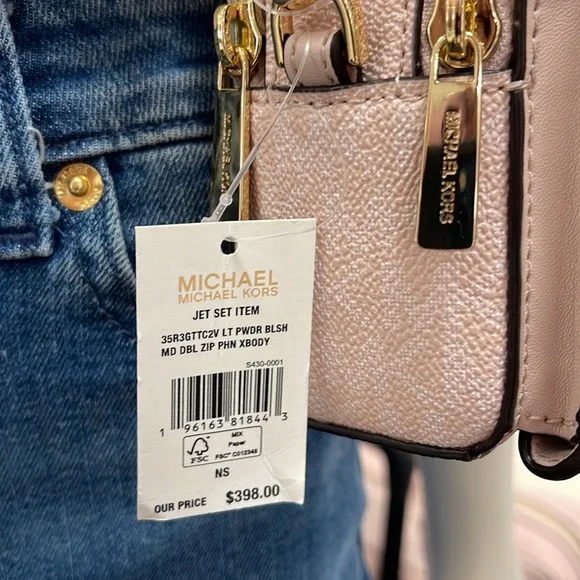 MICHAEL KORS
MICHAEL
MICHAEL KORS
JET SET ITEM
35R3GTTC2V LT PWDR BLSH
MD DBL ZIP PHN XBODY
S430-0001
1 96163 81844 3
FSC
MIX
Paper
FSC® C012345
NS
OUR PRICE $398.00